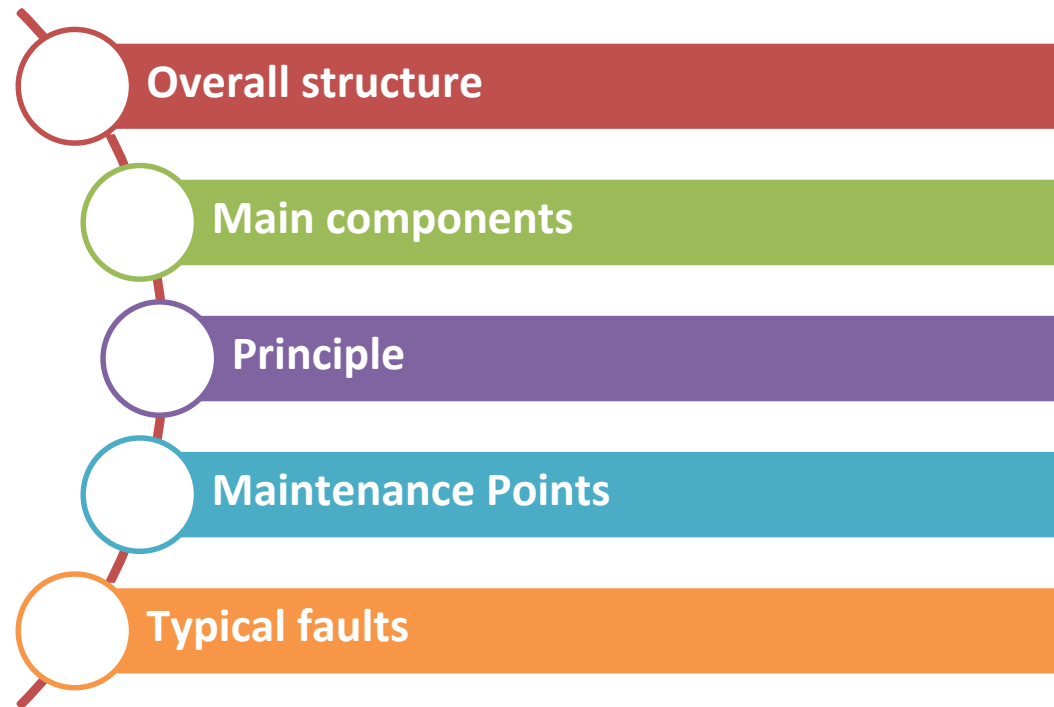 Overall structure
Main components
Principle
Maintenance Points
Typical faults